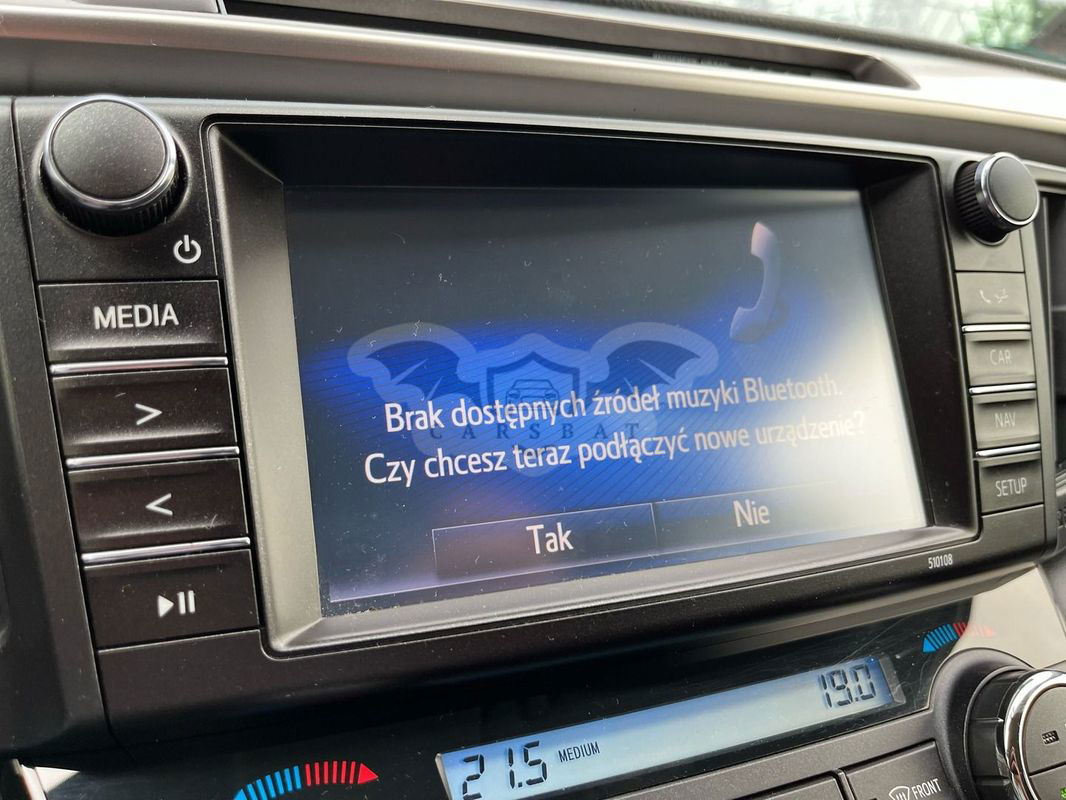 MEDIA
>
<
CAR
NAV
SETUP
Brak dostępnych źródeł muzyki Bluetooth.
CARSBAT
Czy chcesz teraz podłączyć nowe urządzenie?
Tak
Nie
510108
21.5
MEDIUM
19.0
FRONT